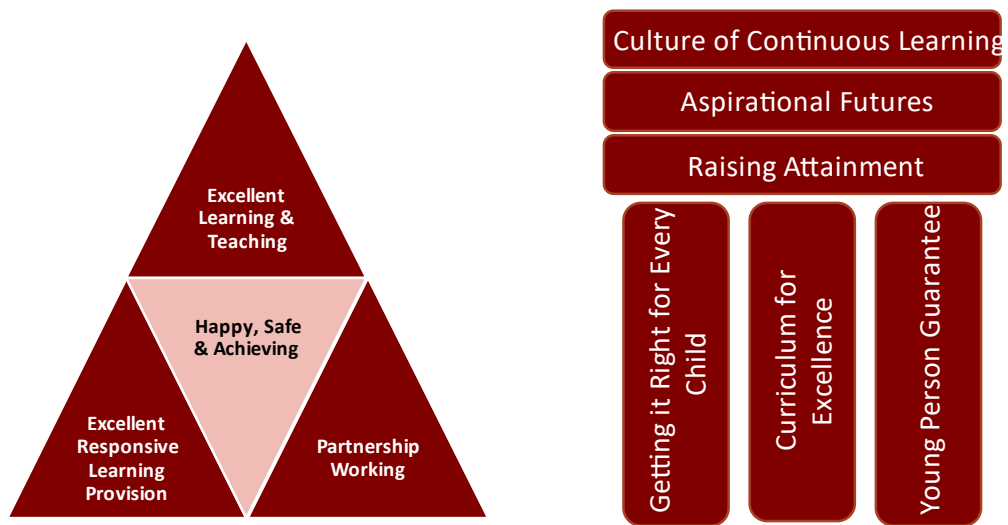 Excellent
Learning &
Teaching
Happy, Safe
& Achieving
Excellent
Responsive
Learning
Provision
Partnership
Working
Culture of Continuous Learning
Aspirational Futures
Raising Attainment
Getting it Right for Every
Child
Curriculum for
Excellence
Young Person Guarantee